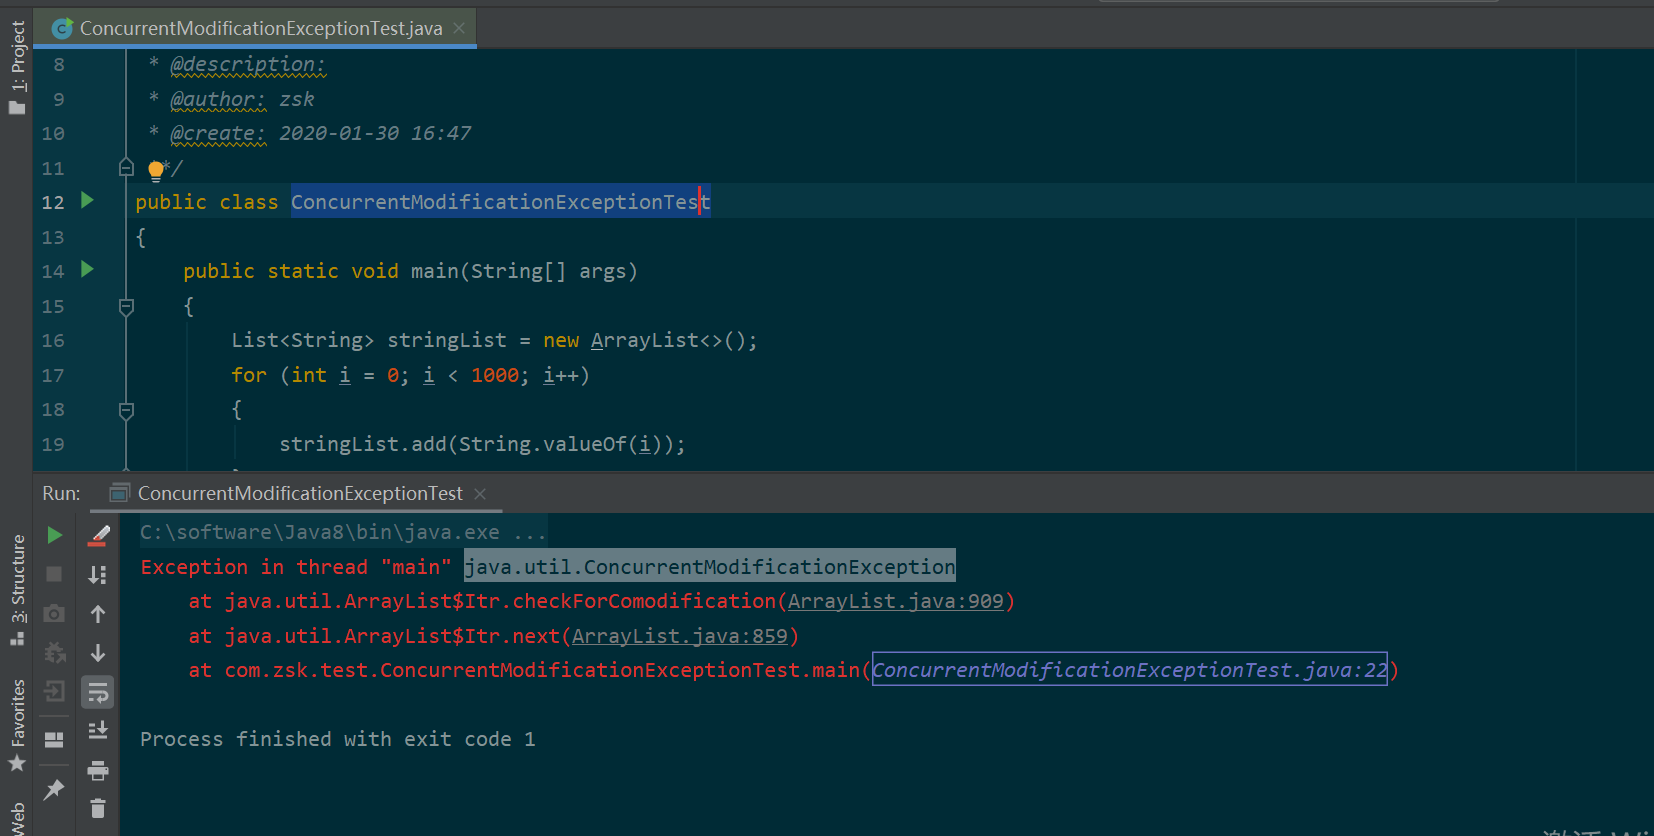 ConcurrentModificationExceptionTest.java
1: Project
8 * @description:
9 * @author: zsk
10 * @create: 2020-01-30 16:47
11 */
12 public class ConcurrentModificationExceptionTest
13 {
14 public static void main(String[] args)
15 {
16 List<String> stringList = new ArrayList<>();
17 for (int i = 0; i < 1000; i++)
18 {
19 stringList.add(String.valueOf(i));
Run: ConcurrentModificationExceptionTest
3: Structure
Favorites
Web
C:\software\Java8\bin\java.exe ...
Exception in thread "main" java.util.ConcurrentModificationException
at java.util.ArrayList$Itr.checkForComodification(ArrayList.java:909)
at java.util.ArrayList$Itr.next(ArrayList.java:859)
at com.zsk.test.ConcurrentModificationExceptionTest.main(ConcurrentModificationExceptionTest.java:22)
Process finished with exit code 1